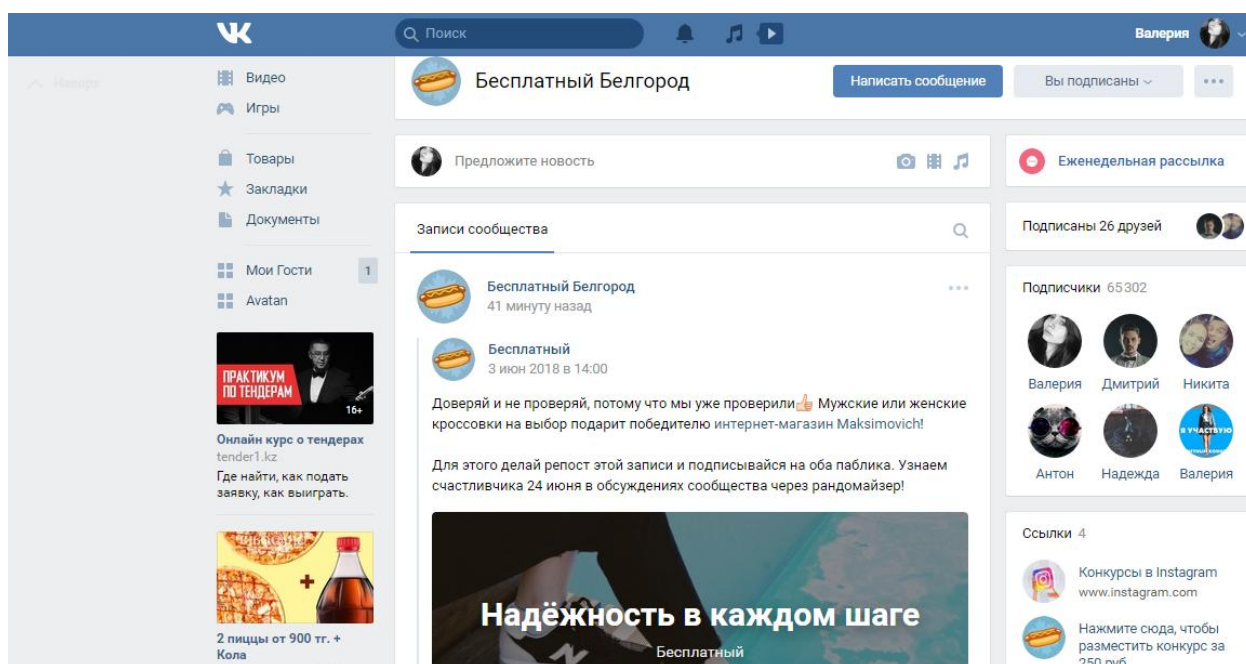 Поиск
Валерия
Наверх
Видео
Игры
Товары
Закладки
Документы
Мои Гости 1
Avatan
ПРАКТИКУМ
ПО ТЕНДЕРАМ
16+
Онлайн курс о тендерах
tender1.kz
Где найти, как подать
заявку, как выиграть.
+
2 пиццы от 900 тг. +
Кола
Бесплатный Белгород
Написать сообщение
Вы подписаны
Предложите новость
Записи сообщества
Бесплатный Белгород
41 минуту назад
Бесплатный
3 июн 2018 в 14:00
Доверяй и не проверяй, потому что мы уже проверили👍 Мужские или женские
кроссовки на выбор подарит победителю интернет-магазин Maksimovich!
Для этого делай репост этой записи и подписывайся на оба паблика. Узнаем
счастливчика 24 июня в обсуждениях сообщества через рандомайзер!
Надёжность в каждом шаге
Бесплатный
Еженедельная рассылка
Подписаны 26 друзей
Подписчики 65302
Валерия Дмитрий Никита
Я УЧАСТВУЮ
Антон Надежда Валерия
Ссылки 4
Конкурсы в Instagram
www.instagram.com
Нажмите сюда, чтобы
разместить конкурс за
250 руб